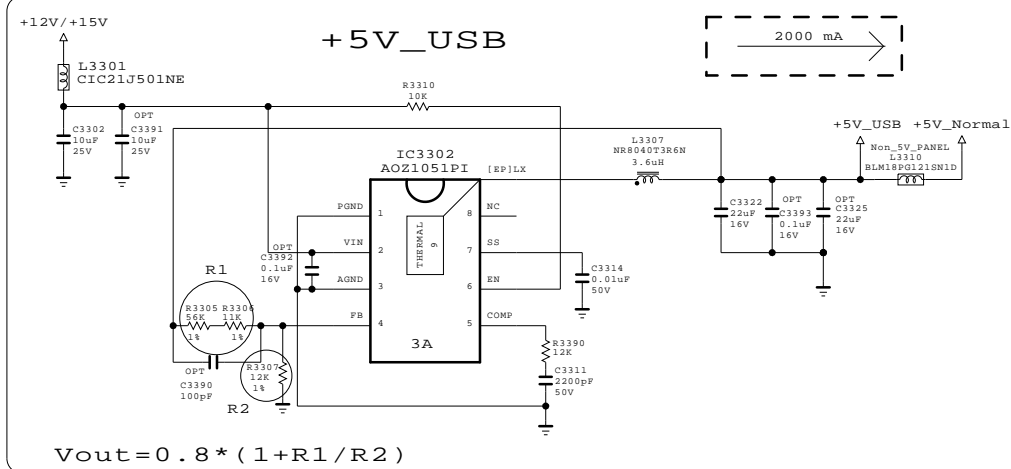 +12V/+15V
+5V_USB
2000 mA
L3301
CIC21J501NE
R3310
10K
C3302
10uF
25V
OPT
C3391
10uF
25V
IC3302
AOZ1051PI
[EP]LX
L3307
NR8040T3R6N
3.6uH
+5V_USB
+5V_Normal
Non_5V_PANEL
L3310
BLM18PG121SN1D
PGND
1
VIN
2
AGND
3
FB
4
THERMAL
9
8
NC
7
SS
6
EN
5
COMP
3A
OPT
C3392
0.1uF
16V
C3322
22uF
16V
OPT
C3393
0.1uF
16V
OPT
C3325
22uF
16V
C3314
0.01uF
50V
R1
R3305
56K
1%
R3306
11K
1%
OPT
C3390
100pF
R3307
12K
1%
R2
R3390
12K
C3311
2200pF
50V
Vout=0.8*(1+R1/R2)